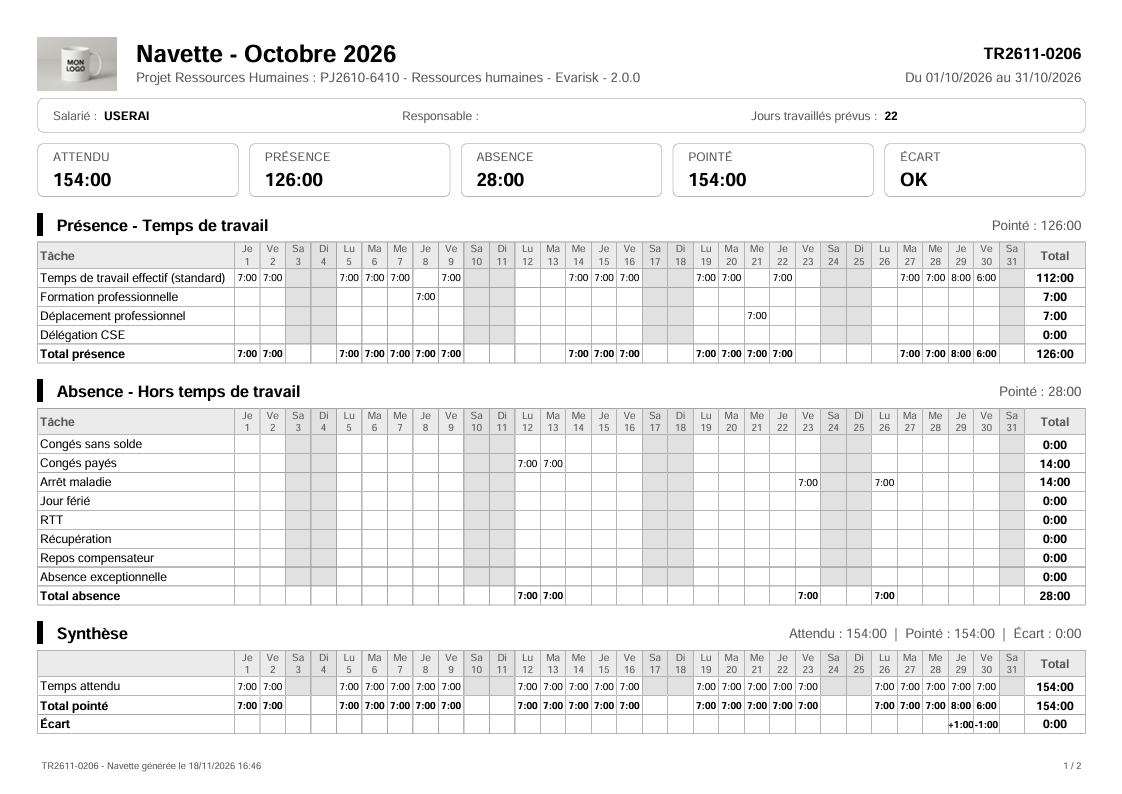 MON
LOGO
Navette - Octobre 2026
TR2611-0206
Projet Ressources Humaines : PJ2610-6410 - Ressources humaines - Evarisk - 2.0.0
Du 01/10/2026 au 31/10/2026
Salarié : USERAI Responsable : Jours travaillés prévus : 22
ATTENDU PRÉSENCE ABSENCE POINTÉ ÉCART
154:00 126:00 28:00 154:00 OK
Présence - Temps de travail Pointé : 126:00
Je Ve Sa Di Lu Ma Me Je Ve Sa Di Lu Ma Me Je Ve Sa Di Lu Ma Me Je Ve Sa Di Lu Ma Me Je Ve Sa
Tâche 1 2 3 4 5 6 7 8 9 10 11 12 13 14 15 16 17 18 19 20 21 22 23 24 25 26 27 28 29 30 31 Total
Temps de travail effectif (standard) 7:00 7:00 7:00 7:00 7:00 7:00 7:00 7:00 7:00 7:00 7:00 7:00 7:00 7:00 8:00 6:00 112:00
Formation professionnelle 7:00 7:00
Déplacement professionnel 7:00 7:00
Délégation CSE 0:00
Total présence 7:00 7:00 7:00 7:00 7:00 7:00 7:00 7:00 7:00 7:00 7:00 7:00 7:00 7:00 7:00 7:00 8:00 6:00 126:00
Absence - Hors temps de travail Pointé : 28:00
Je Ve Sa Di Lu Ma Me Je Ve Sa Di Lu Ma Me Je Ve Sa Di Lu Ma Me Je Ve Sa Di Lu Ma Me Je Ve Sa
Tâche 1 2 3 4 5 6 7 8 9 10 11 12 13 14 15 16 17 18 19 20 21 22 23 24 25 26 27 28 29 30 31 Total
Congés sans solde 0:00
Congés payés 7:00 7:00 14:00
Arrêt maladie 7:00 7:00 14:00
Jour férié 0:00
RTT 0:00
Récupération 0:00
Repos compensateur 0:00
Absence exceptionnelle 0:00
Total absence 7:00 7:00 7:00 7:00 28:00
Synthèse Attendu : 154:00 | Pointé : 154:00 | Écart : 0:00
Je Ve Sa Di Lu Ma Me Je Ve Sa Di Lu Ma Me Je Ve Sa Di Lu Ma Me Je Ve Sa Di Lu Ma Me Je Ve Sa
1 2 3 4 5 6 7 8 9 10 11 12 13 14 15 16 17 18 19 20 21 22 23 24 25 26 27 28 29 30 31 Total
Temps attendu 7:00 7:00 7:00 7:00 7:00 7:00 7:00 7:00 7:00 7:00 7:00 7:00 7:00 7:00 7:00 7:00 7:00 7:00 7:00 7:00 7:00 7:00 154:00
Total pointé 7:00 7:00 7:00 7:00 7:00 7:00 7:00 7:00 7:00 7:00 7:00 7:00 7:00 7:00 7:00 7:00 7:00 7:00 7:00 7:00 8:00 6:00 154:00
Écart +1:00 -1:00 0:00
TR2611-0206 - Navette générée le 18/11/2026 16:46 1 / 2